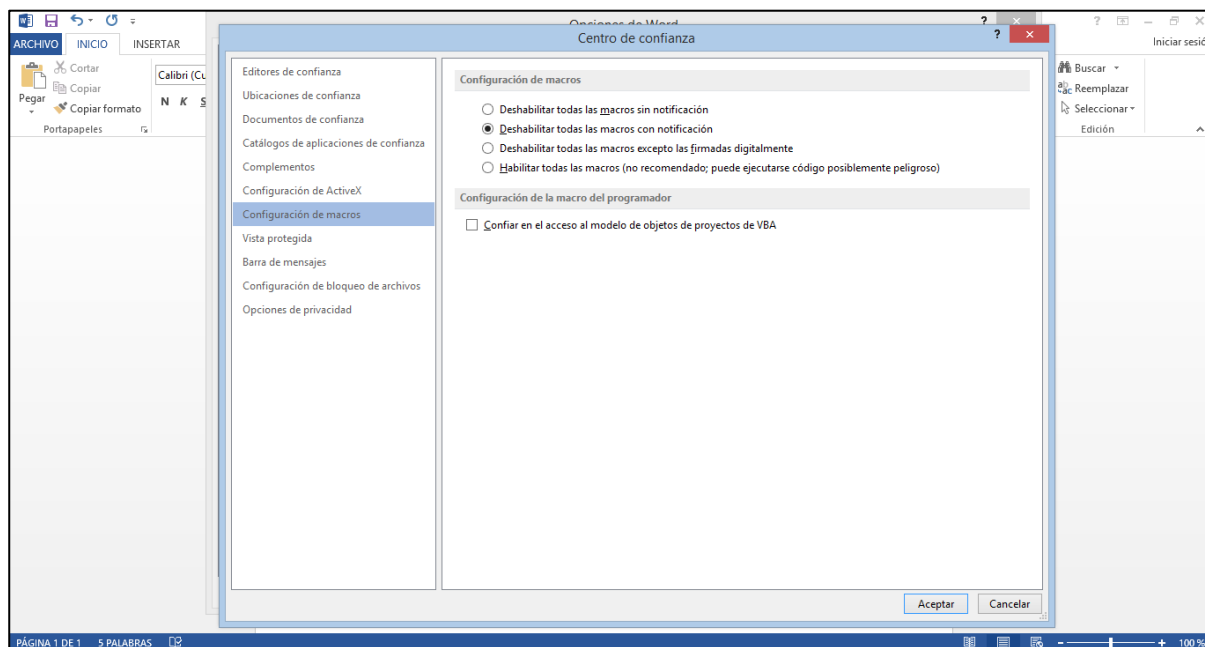 Opciones de Word
ARCHIVO INICIO INSERTAR
Iniciar sesió
Cortar
Copiar
Copiar formato
Pegar
Portapapeles
Calibri (Cu
N K S
Buscar
Reemplazar
Seleccionar
Edición
Centro de confianza
Editores de confianza
Ubicaciones de confianza
Documentos de confianza
Catálogos de aplicaciones de confianza
Complementos
Configuración de ActiveX
Configuración de macros
Vista protegida
Barra de mensajes
Configuración de bloqueo de archivos
Opciones de privacidad
Configuración de macros
Deshabilitar todas las macros sin notificación
Deshabilitar todas las macros con notificación
Deshabilitar todas las macros excepto las firmadas digitalmente
Habilitar todas las macros (no recomendado; puede ejecutarse código posiblemente peligroso)
Configuración de la macro del programador
Confiar en el acceso al modelo de objetos de proyectos de VBA
Aceptar Cancelar
PÁGINA 1 DE 1 5 PALABRAS
100 %